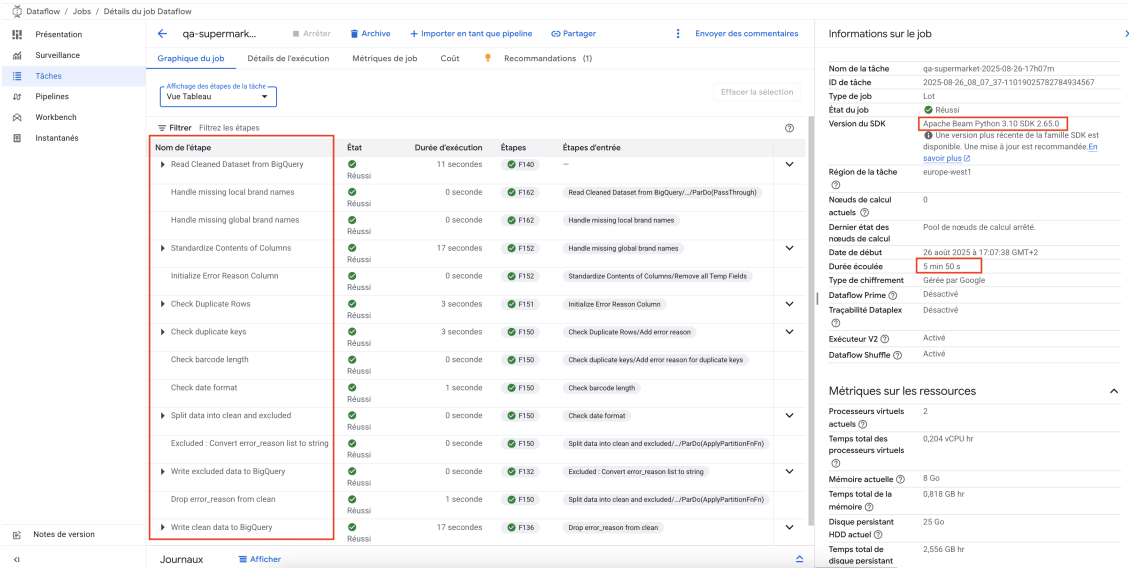 Dataflow / Jobs / Détails du job Dataflow
Présentation
Surveillance
Tâches
Pipelines
Workbench
Instantanés
Notes de version
qa-supermark...
Arrêter
Archive
Importer en tant que pipeline
Partager
Envoyer des commentaires
Graphique du job
Détails de l'exécution
Métriques de job
Coût
Recommandations (1)
Affichage des étapes de la tâche
Vue Tableau
Effacer la sélection
Filtrer Filtrez les étapes
Nom de l'étape État Durée d'exécution Étapes Étapes d'entrée
Read Cleaned Dataset from BigQuery Réussi 11 secondes F140 –
Handle missing local brand names Réussi 0 seconde F162 Read Cleaned Dataset from BigQuery/.../ParDo(PassThrough)
Handle missing global brand names Réussi 0 seconde F162 Handle missing local brand names
Standardize Contents of Columns Réussi 17 secondes F152 Handle missing global brand names
Initialize Error Reason Column Réussi 0 seconde F152 Standardize Contents of Columns/Remove all Temp Fields
Check Duplicate Rows Réussi 3 secondes F151 Initialize Error Reason Column
Check duplicate keys Réussi 3 secondes F150 Check Duplicate Rows/Add error reason
Check barcode length Réussi 0 seconde F150 Check duplicate keys/Add error reason for duplicate keys
Check date format Réussi 1 seconde F150 Check barcode length
Split data into clean and excluded Réussi 0 seconde F150 Check date format
Excluded : Convert error_reason list to string Réussi 0 seconde F150 Split data into clean and excluded/.../ParDo(ApplyPartitionFnFn)
Write excluded data to BigQuery Réussi 0 seconde F132 Excluded : Convert error_reason list to string
Drop error_reason from clean Réussi 1 seconde F150 Split data into clean and excluded/.../ParDo(ApplyPartitionFnFn)
Write clean data to BigQuery Réussi 17 secondes F136 Drop error_reason from clean
Journaux Afficher
Informations sur le job
Nom de la tâche qa-supermarket-2025-08-26-17h07m
ID de tâche 2025-08-26_08_07_37-11019025782784934567
Type de job Lot
État du job Réussi
Version du SDK Apache Beam Python 3.10 SDK 2.65.0
Une version plus récente de la famille SDK est
disponible. Une mise à jour est recommandée.En
savoir plus
Région de la tâche europe-west1
Nœuds de calcul 0
actuels
Dernier état des Pool de nœuds de calcul arrêté.
nœuds de calcul
Date de début 26 août 2025 à 17:07:38 GMT+2
Durée écoulée 5 min 50 s
Type de chiffrement Gérée par Google
Dataflow Prime Désactivé
Traçabilité Dataplex Désactivé
Exécuteur V2 Activé
Dataflow Shuffle Activé
Métriques sur les ressources
Processeurs virtuels 2
actuels
Temps total des 0,204 vCPU hr
processeurs virtuels
Mémoire actuelle 8 Go
Temps total de la 0,818 GB hr
mémoire
Disque persistant 25 Go
HDD actuel
Temps total de 2,556 GB hr
disque persistant